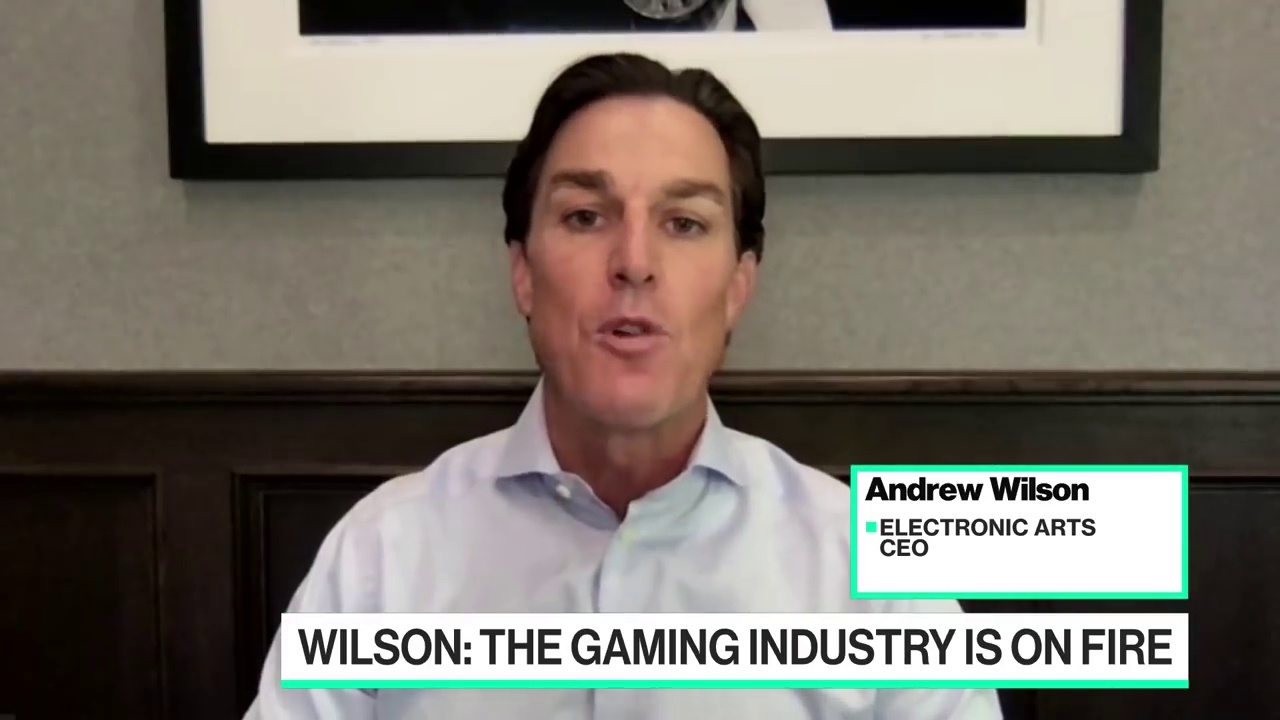 Andrew Wilson
ELECTRONIC ARTS
CEO
WILSON: THE GAMING INDUSTRY IS ON FIRE